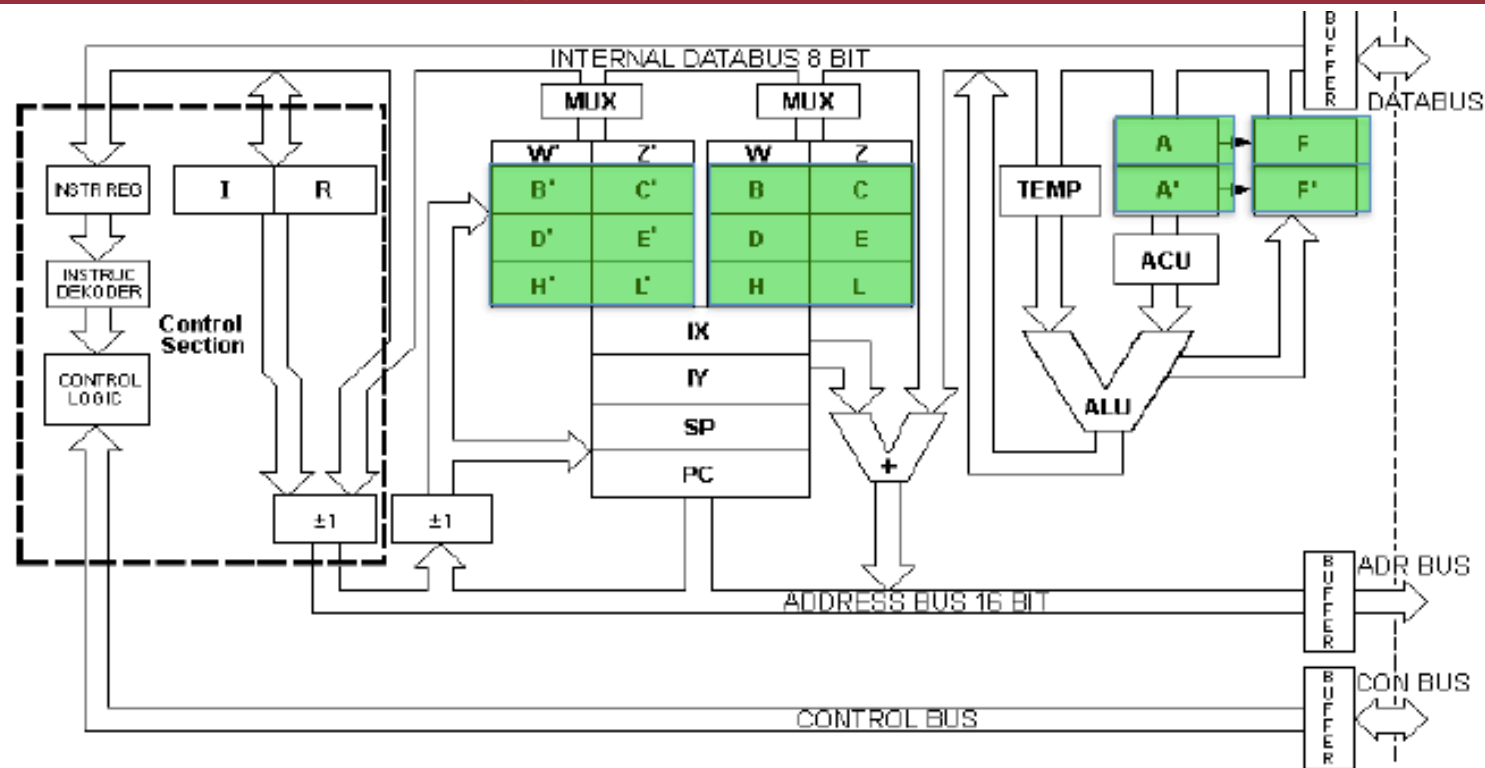 INTERNAL DATABUS 8 BIT
BUFFER
DATABUS
MUX
MUX
W' Z' W Z
INSTR REG
I R
B' C' B C
D' E' D E
H' L' H L
TEMP
A F
A' F'
ACU
INSTRUC
DEKODER
Control
Section
CONTROL
LOGIC
IX
IY
SP
PC
+
ALU
±1
±1
BUFFER
ADR BUS
ADDRESS BUS 16 BIT
BUFFER
CON BUS
CONTROL BUS